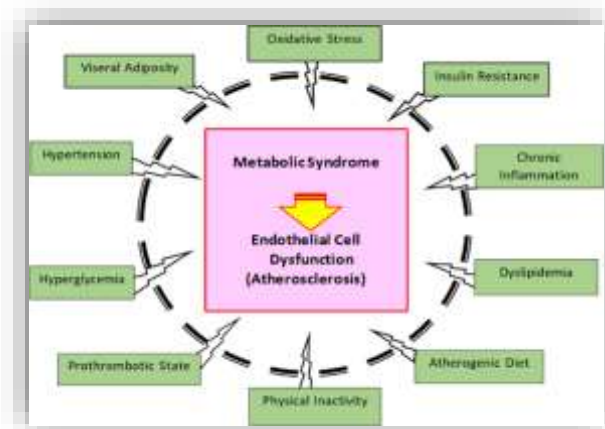 Oxidative Stress
Viseral Adiposity
Insulin Resistance
Hypertension
Metabolic Syndrome
Chronic
Inflammation
Endothelial Cell
Dysfunction
(Atherosclerosis)
Hyperglycemia
Dyslipidemia
Prothrombotic State
Atherogenic Diet
Physical Inactivity